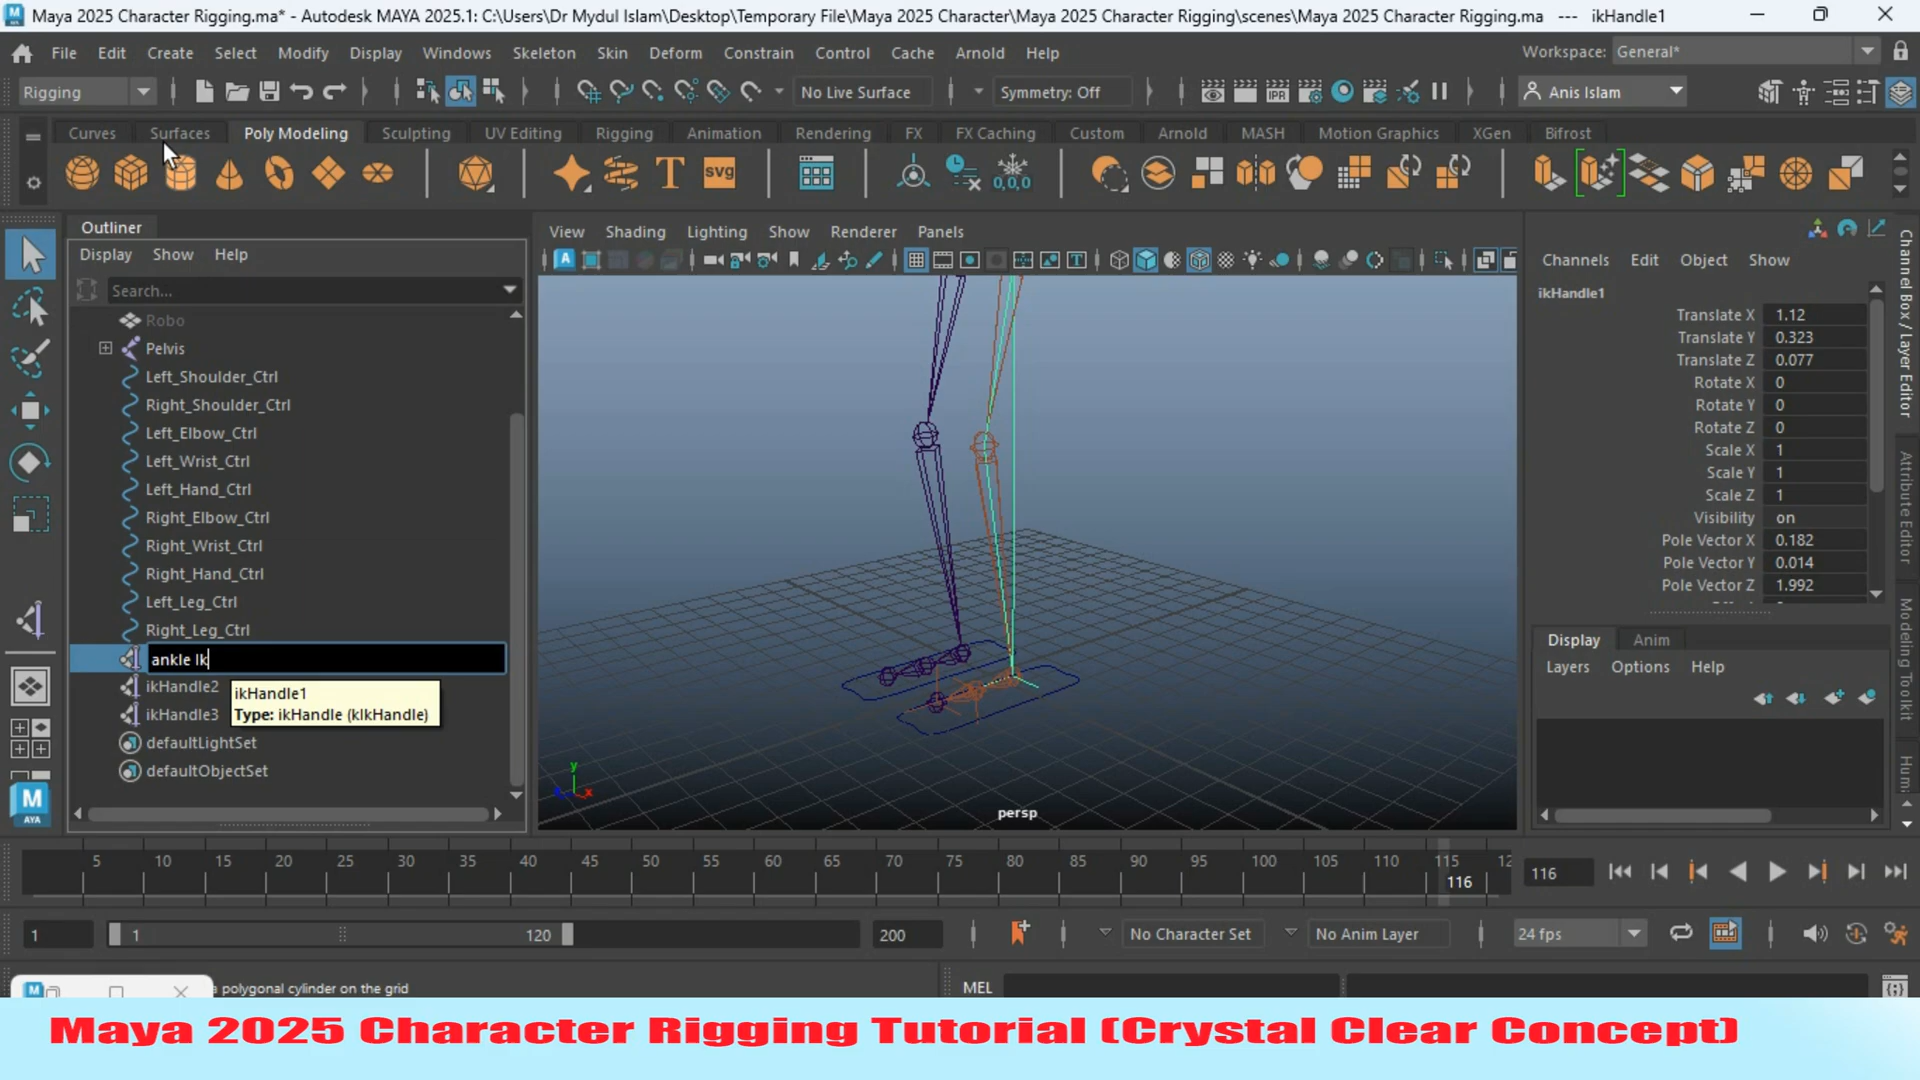 Maya 2025 Character Rigging.ma* - Autodesk MAYA 2025.1: C:\Users\Dr Mydul Islam\Desktop\Temporary File\Maya 2025 Character\Maya 2025 Character Rigging\scenes\Maya 2025 Character Rigging.ma --- ikHandle1
File Edit Create Select Modify Display Windows Skeleton Skin Deform Constrain Control Cache Arnold Help
Workspace: General*
Rigging No Live Surface Symmetry: Off IPR Anis Islam
Curves Surfaces Poly Modeling Sculpting UV Editing Rigging Animation Rendering FX FX Caching Custom Arnold MASH Motion Graphics XGen Bifrost
T svg 0,0,0
Outliner
Display Show Help
Search...
Robo
Pelvis
Left_Shoulder_Ctrl
Right_Shoulder_Ctrl
Left_Elbow_Ctrl
Left_Wrist_Ctrl
Left_Hand_Ctrl
Right_Elbow_Ctrl
Right_Wrist_Ctrl
Right_Hand_Ctrl
Left_Leg_Ctrl
Right_Leg_Ctrl
ankle Ik
ikHandle2
ikHandle3
ikHandle1
Type: ikHandle (kIkHandle)
defaultLightSet
defaultObjectSet
M
AYA
View Shading Lighting Show Renderer Panels
y
x
persp
Channels Edit Object Show
ikHandle1
Translate X 1.12
Translate Y 0.323
Translate Z 0.077
Rotate X 0
Rotate Y 0
Rotate Z 0
Scale X 1
Scale Y 1
Scale Z 1
Visibility on
Pole Vector X 0.182
Pole Vector Y 0.014
Pole Vector Z 1.992
Display Anim
Layers Options Help
Channel Box / Layer Editor
Attribute Editor
Modeling Toolkit
5 10 15 20 25 30 35 40 45 50 55 60 65 70 75 80 85 90 95 100 105 110 115 12
116
116
1 1 120 200 No Character Set No Anim Layer 24 fps
polygonal cylinder on the grid
MEL
Maya 2025 Character Rigging Tutorial (Crystal Clear Concept)